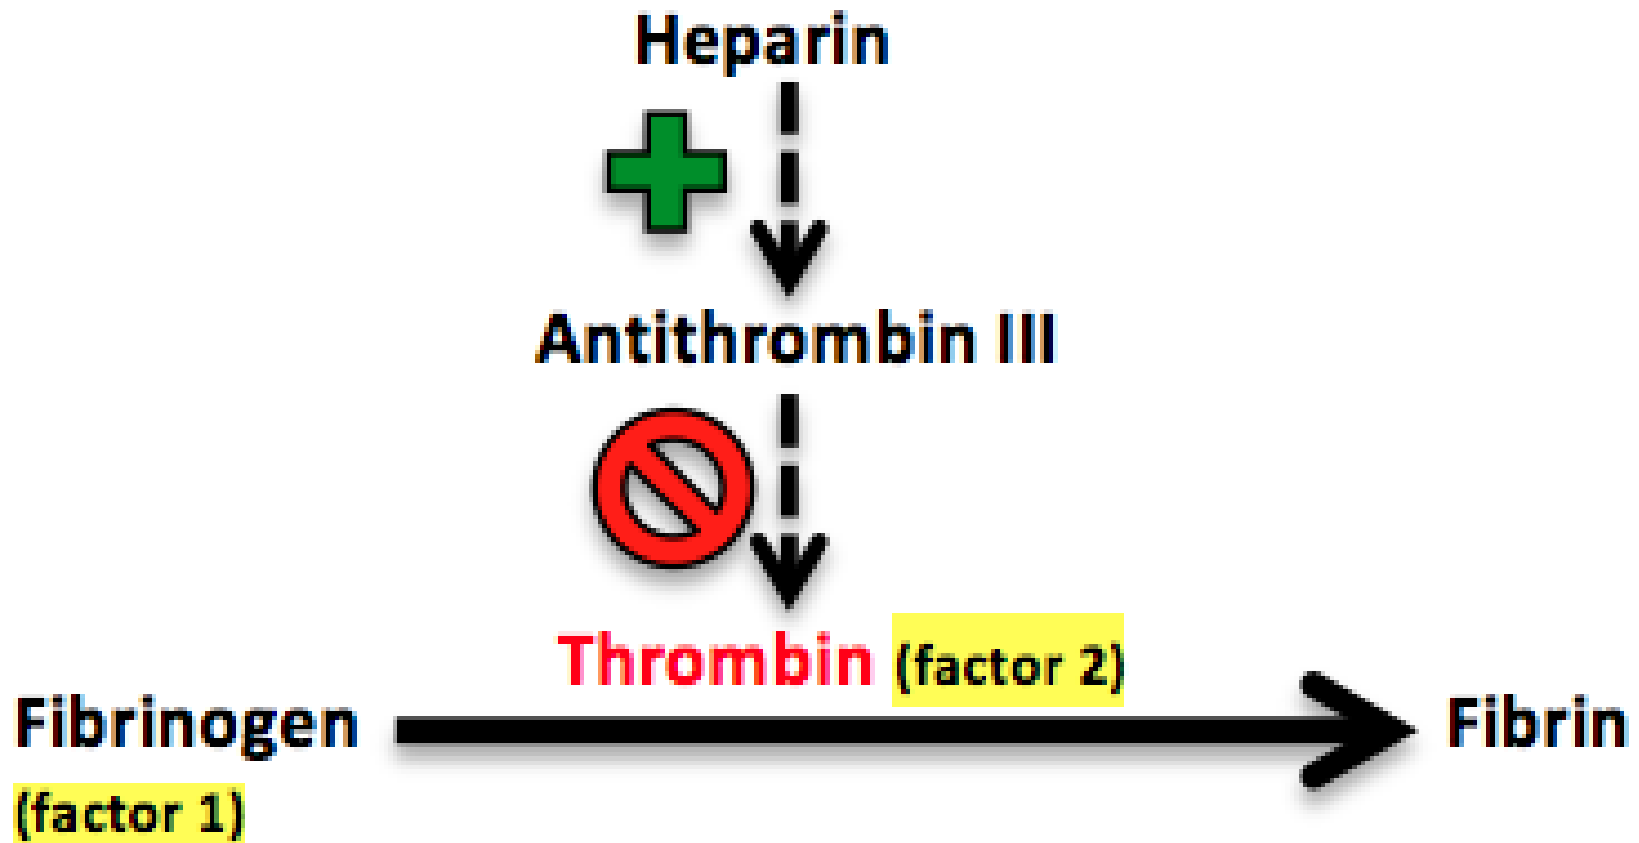 Heparin
Antithrombin III
Thrombin (factor 2)
Fibrinogen
Fibrin
(factor 1)